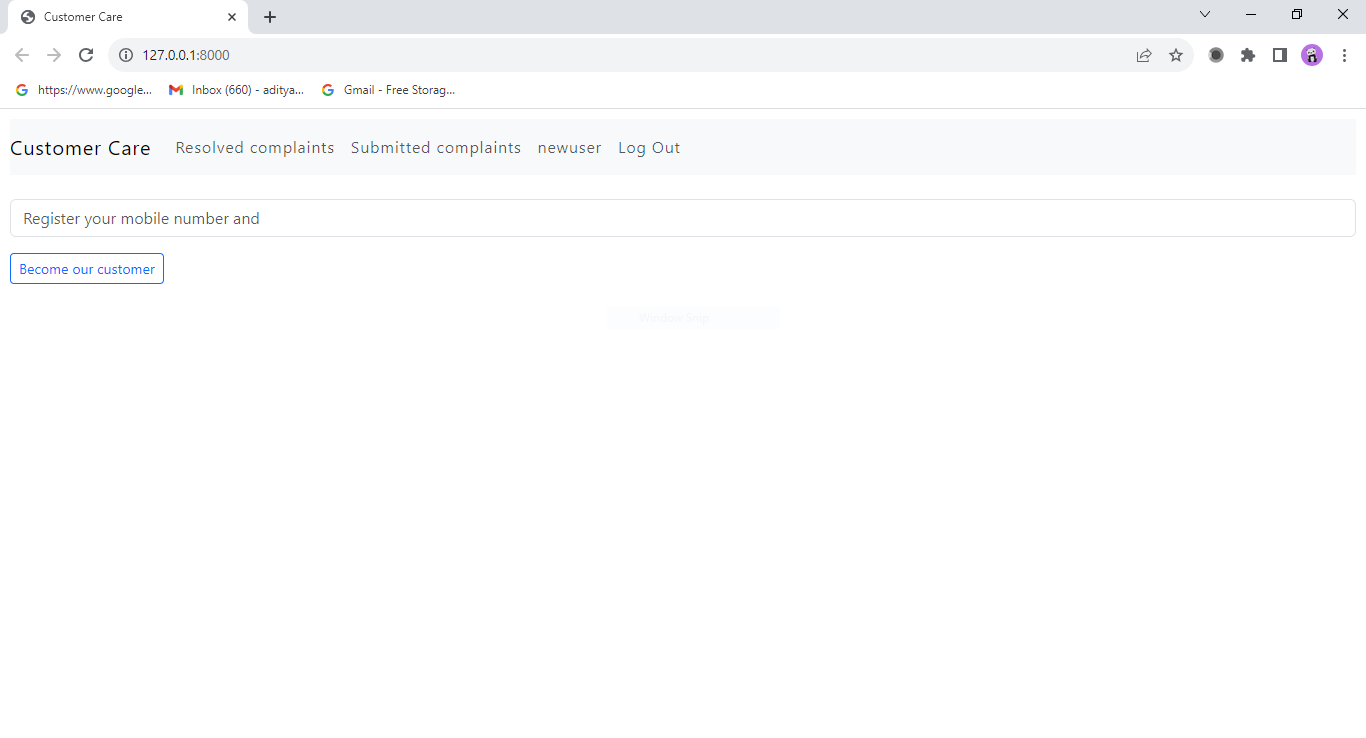 Customer Care
127.0.0.1:8000
https://www.google... Inbox (660) - aditya... Gmail - Free Storag...
Customer Care Resolved complaints Submitted complaints newuser Log Out
Register your mobile number and
Become our customer
Window Snip